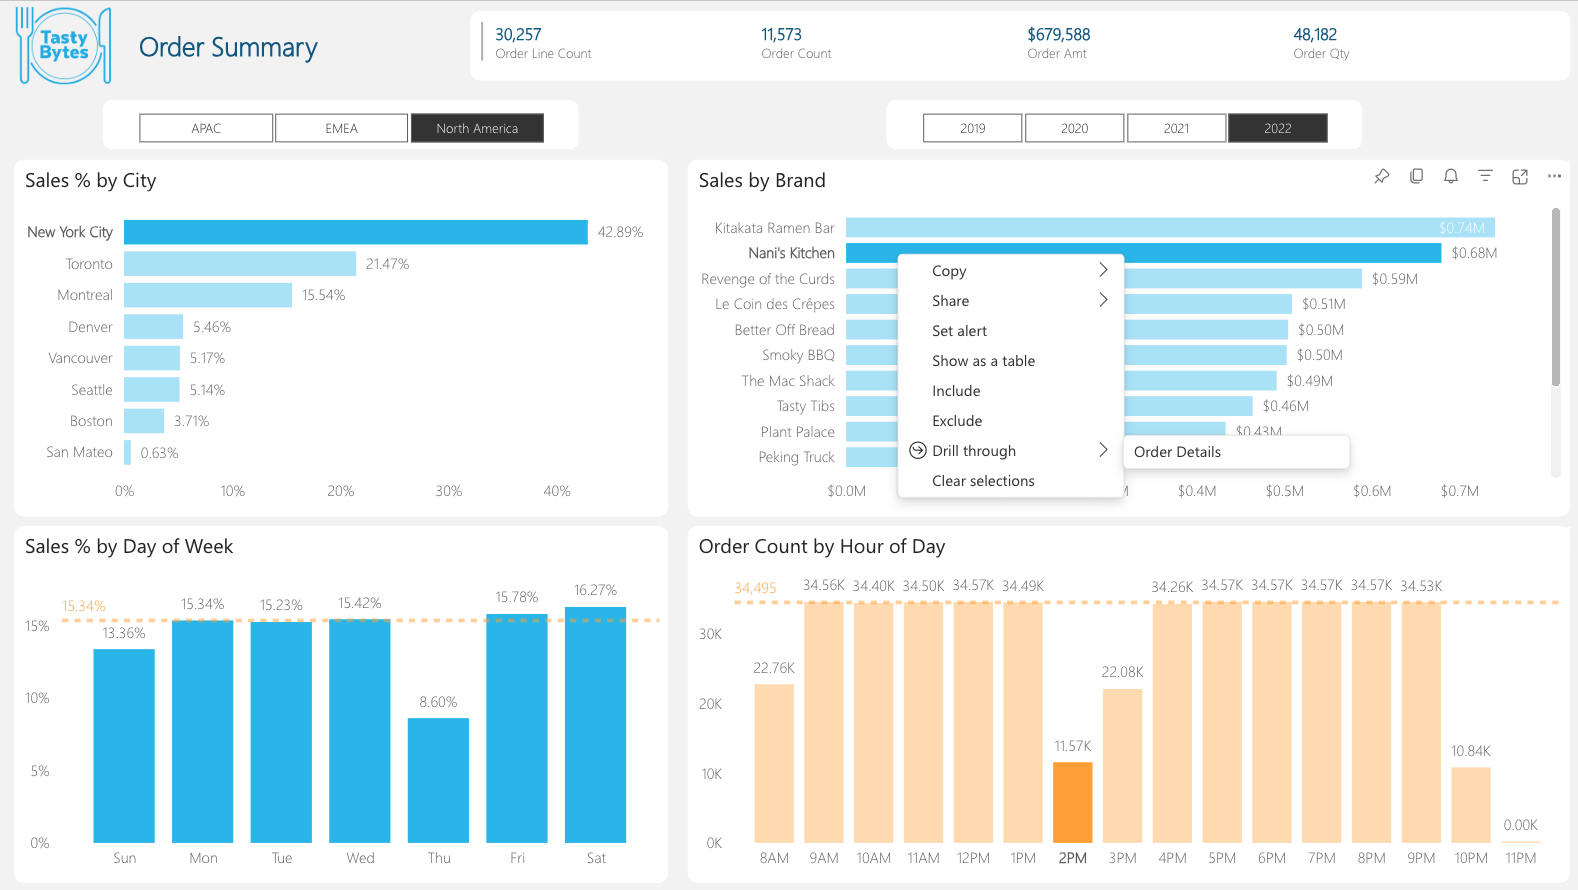 Tasty
Bytes
Order Summary
30,257
Order Line Count
11,573
Order Count
$679,588
Order Amt
48,182
Order Qty
APAC
EMEA
North America
2019
2020
2021
2022
Sales % by City
New York City
42.89%
Toronto
21.47%
Montreal
15.54%
Denver
5.46%
Vancouver
5.17%
Seattle
5.14%
Boston
3.71%
San Mateo
0.63%
0%
10%
20%
30%
40%
Sales by Brand
Kitakata Ramen Bar
$0.74M
Nani's Kitchen
$0.68M
Revenge of the Curds
$0.59M
Le Coin des Crêpes
$0.51M
Better Off Bread
$0.50M
Smoky BBQ
$0.50M
The Mac Shack
$0.49M
Tasty Tibs
$0.46M
Plant Palace
$0.43M
Peking Truck
$0.0M
$0.4M
$0.5M
$0.6M
$0.7M
Copy
Share
Set alert
Show as a table
Include
Exclude
Drill through
Clear selections
Order Details
Sales % by Day of Week
15.34%
15%
10%
5%
0%
13.36%
15.34%
15.23%
15.42%
8.60%
15.78%
16.27%
Sun
Mon
Tue
Wed
Thu
Fri
Sat
Order Count by Hour of Day
34,495
30K
20K
10K
0K
22.76K
34.56K
34.40K
34.50K
34.57K
34.49K
11.57K
22.08K
34.26K
34.57K
34.57K
34.57K
34.57K
34.53K
10.84K
0.00K
8AM
9AM
10AM
11AM
12PM
1PM
2PM
3PM
4PM
5PM
6PM
7PM
8PM
9PM
10PM
11PM